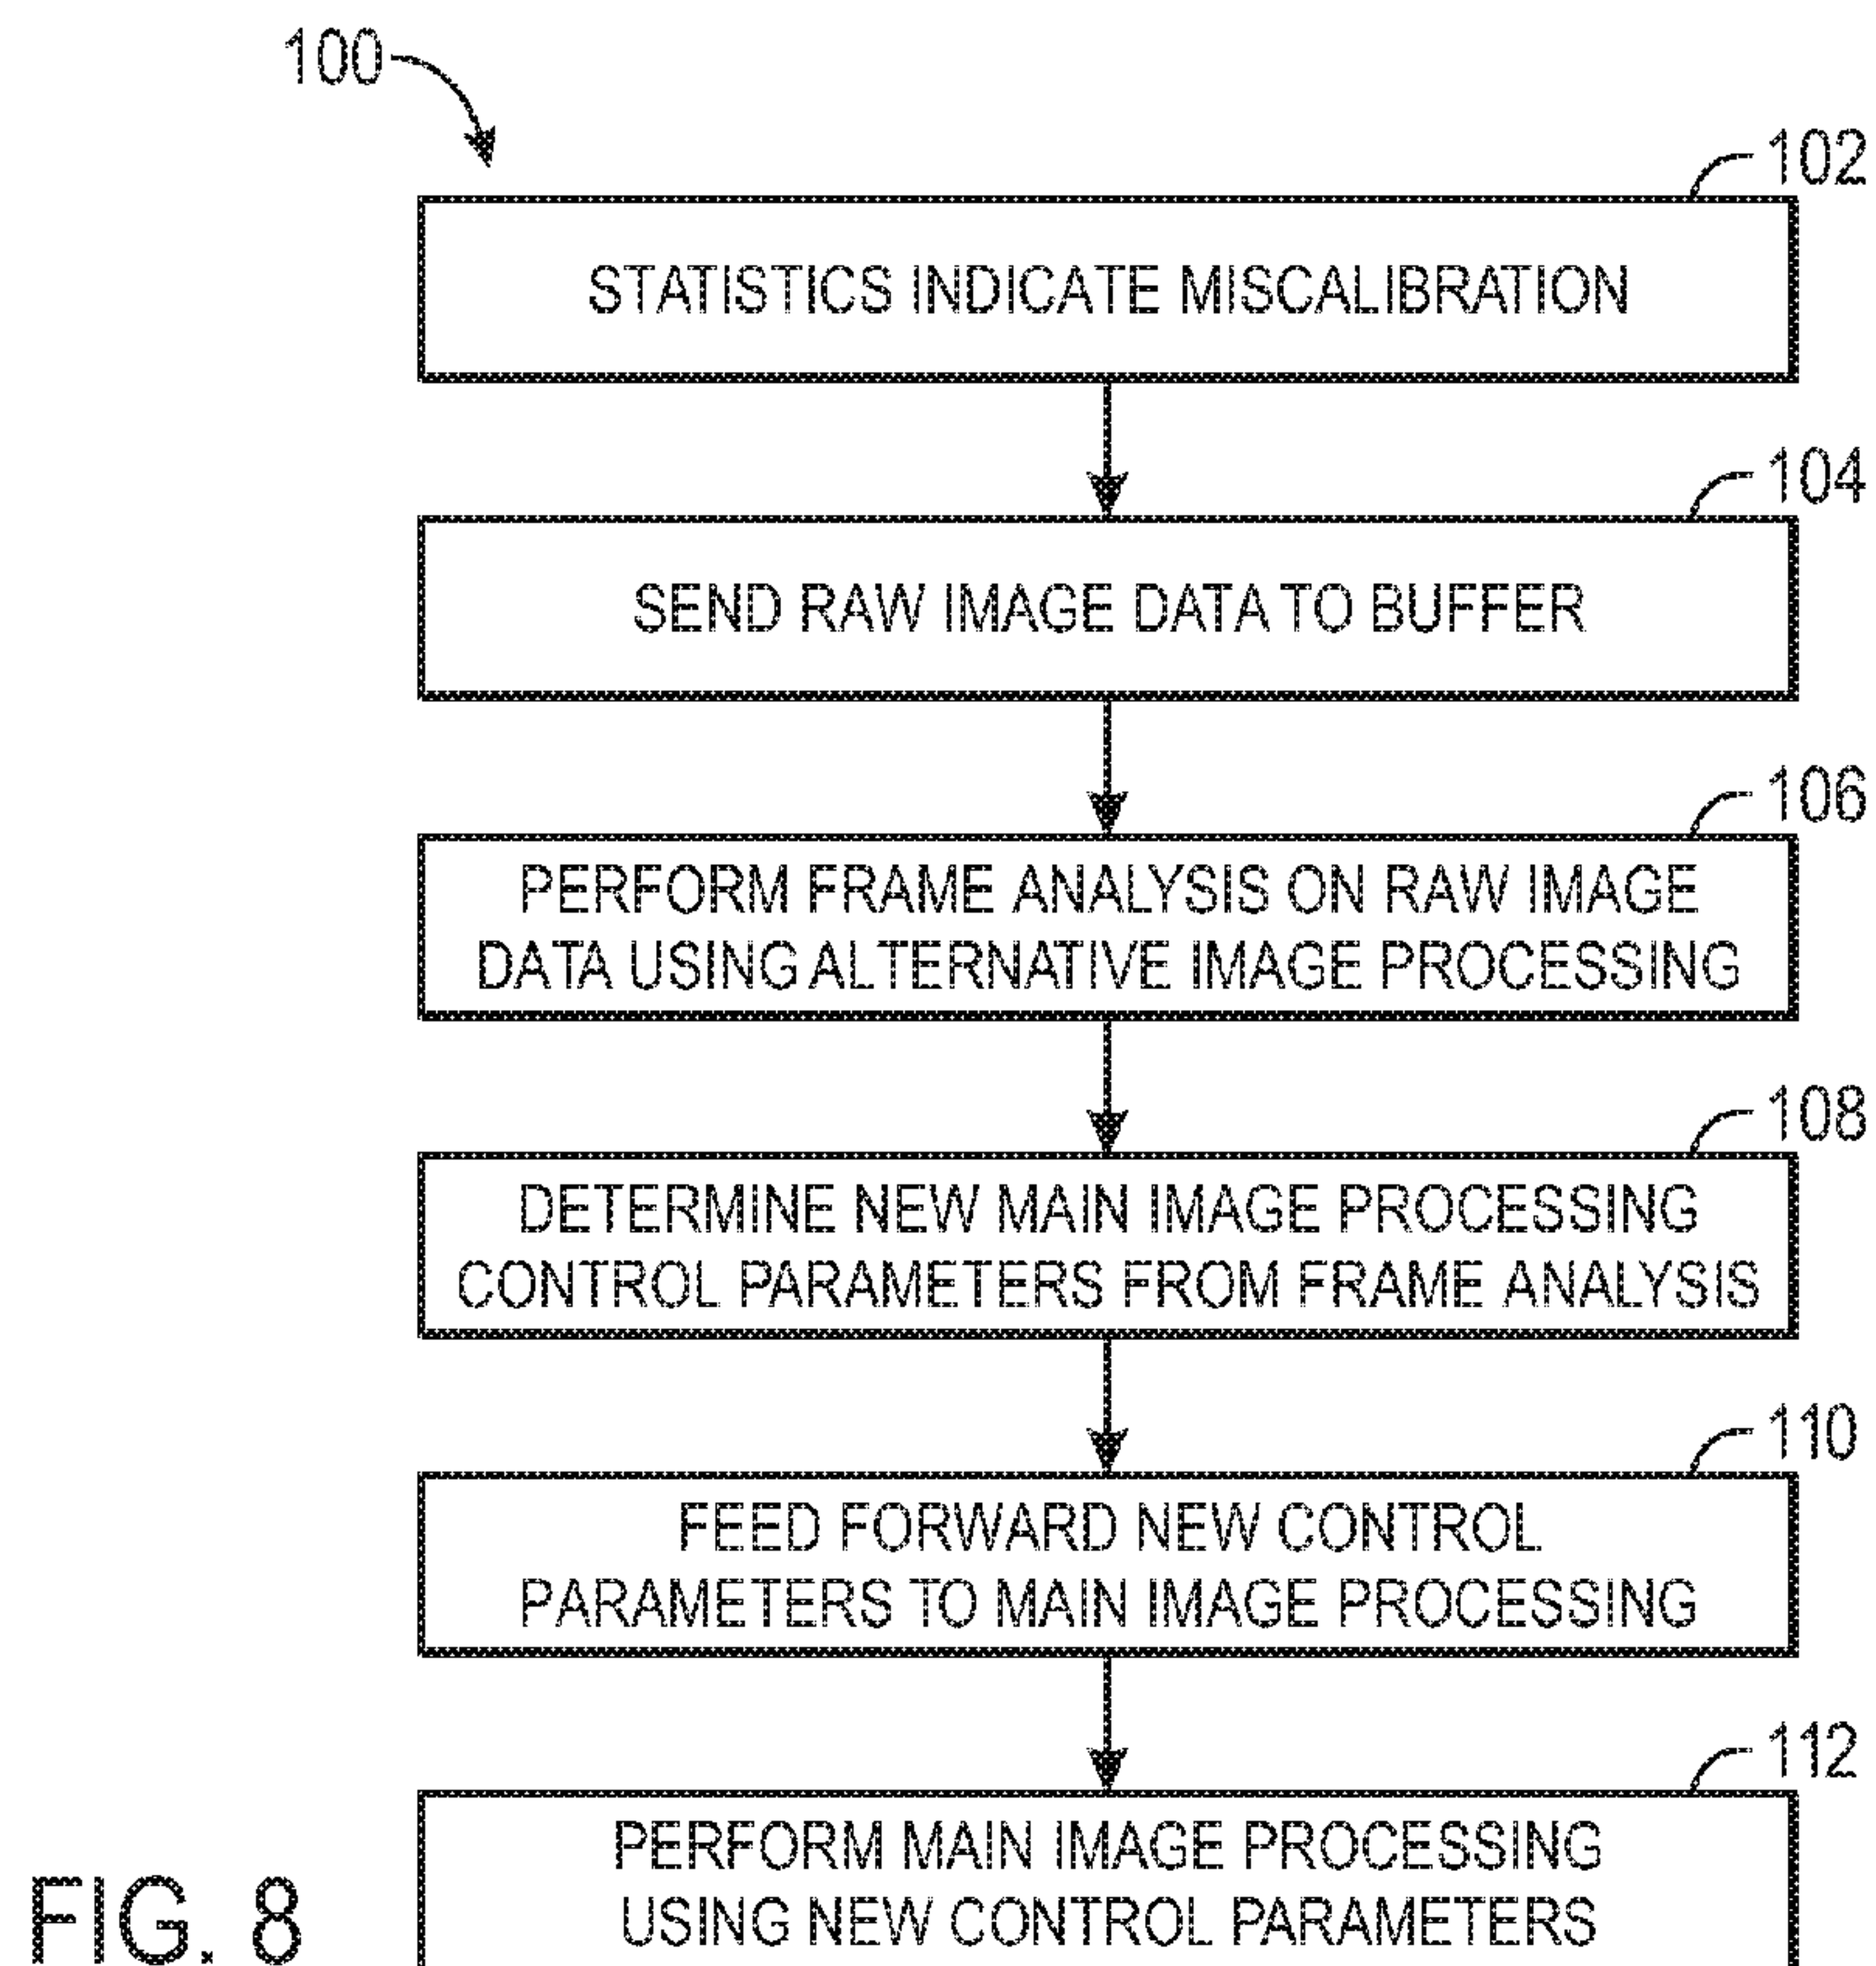 100
102
STATISTICS INDICATE MISCALIBRATION
104
SEND RAW IMAGE DATA TO BUFFER
106
PERFORM FRAME ANALYSIS ON RAW IMAGE
DATA USING ALTERNATIVE IMAGE PROCESSING
108
DETERMINE NEW MAIN IMAGE PROCESSING
CONTROL PARAMETERS FROM FRAME ANALYSIS
110
FEED FORWARD NEW CONTROL
PARAMETERS TO MAIN IMAGE PROCESSING
112
PERFORM MAIN IMAGE PROCESSING
USING NEW CONTROL PARAMETERS
FIG. 8